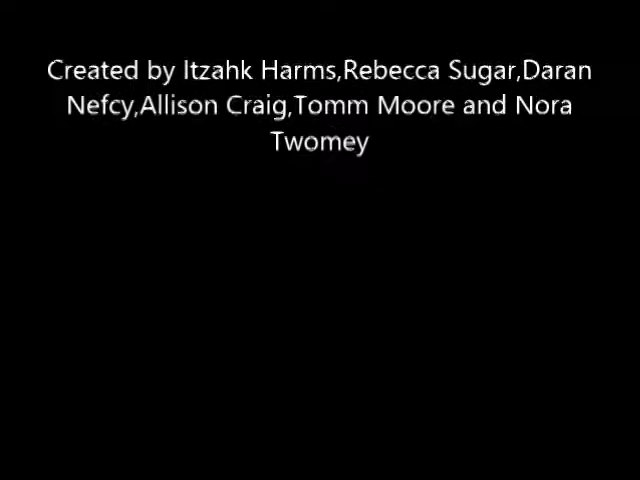 Created by Itzahk Harms,Rebecca Sugar,Daran
Nefcy,Allison Craig,Tomm Moore and Nora
Twomey